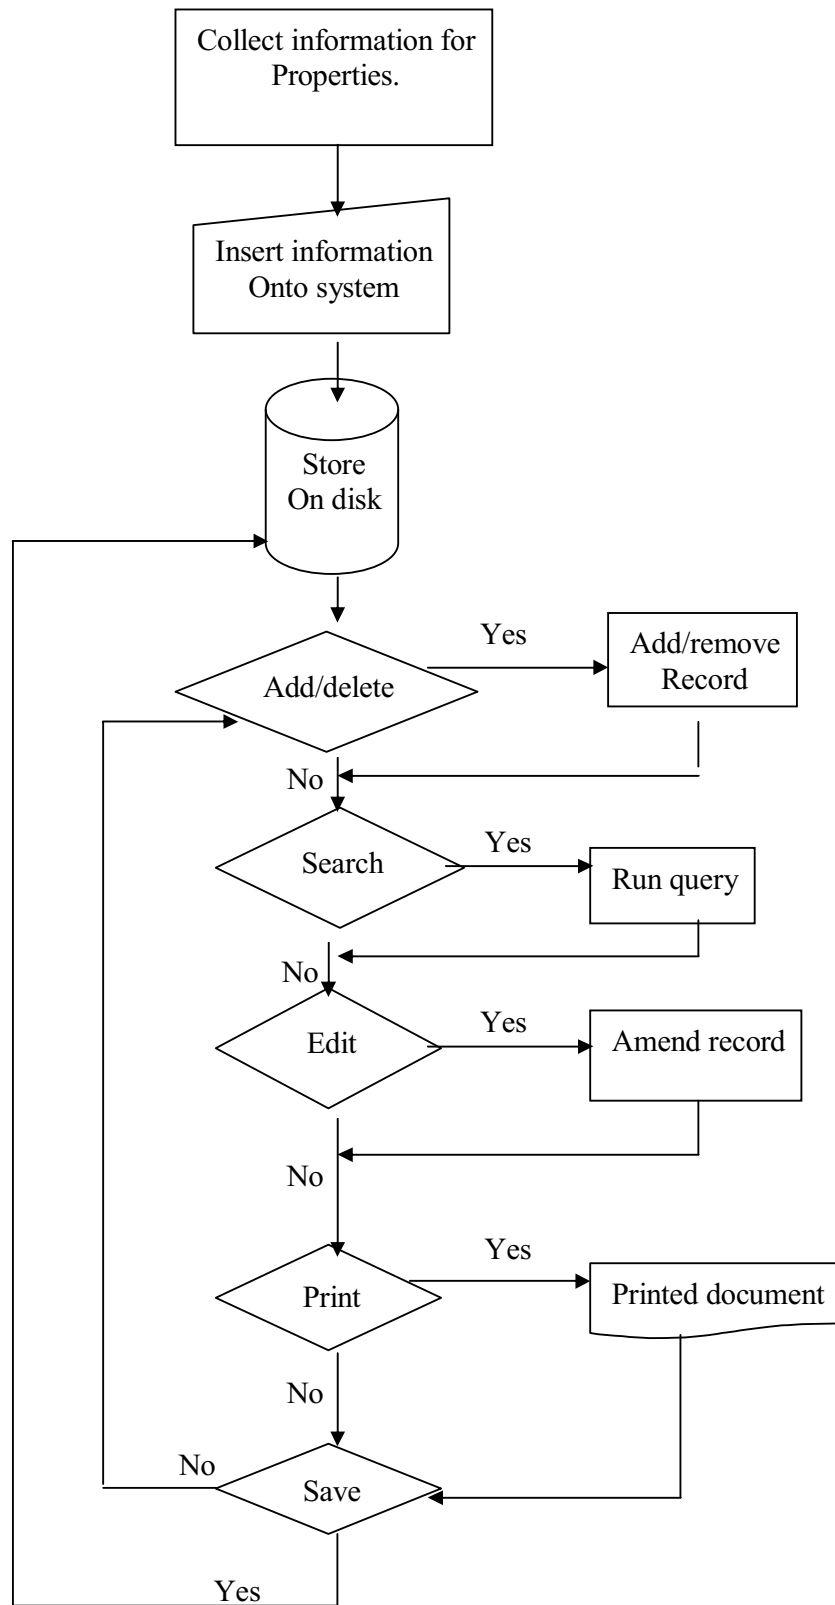 Collect information for
Properties.
Insert information
Onto system
Store
On disk
Yes
Add/remove
Record
Add/delete
No
Yes
Search
Run query
No
Yes
Edit
Amend record
No
Yes
Print
Printed document
No
No
Save
Yes